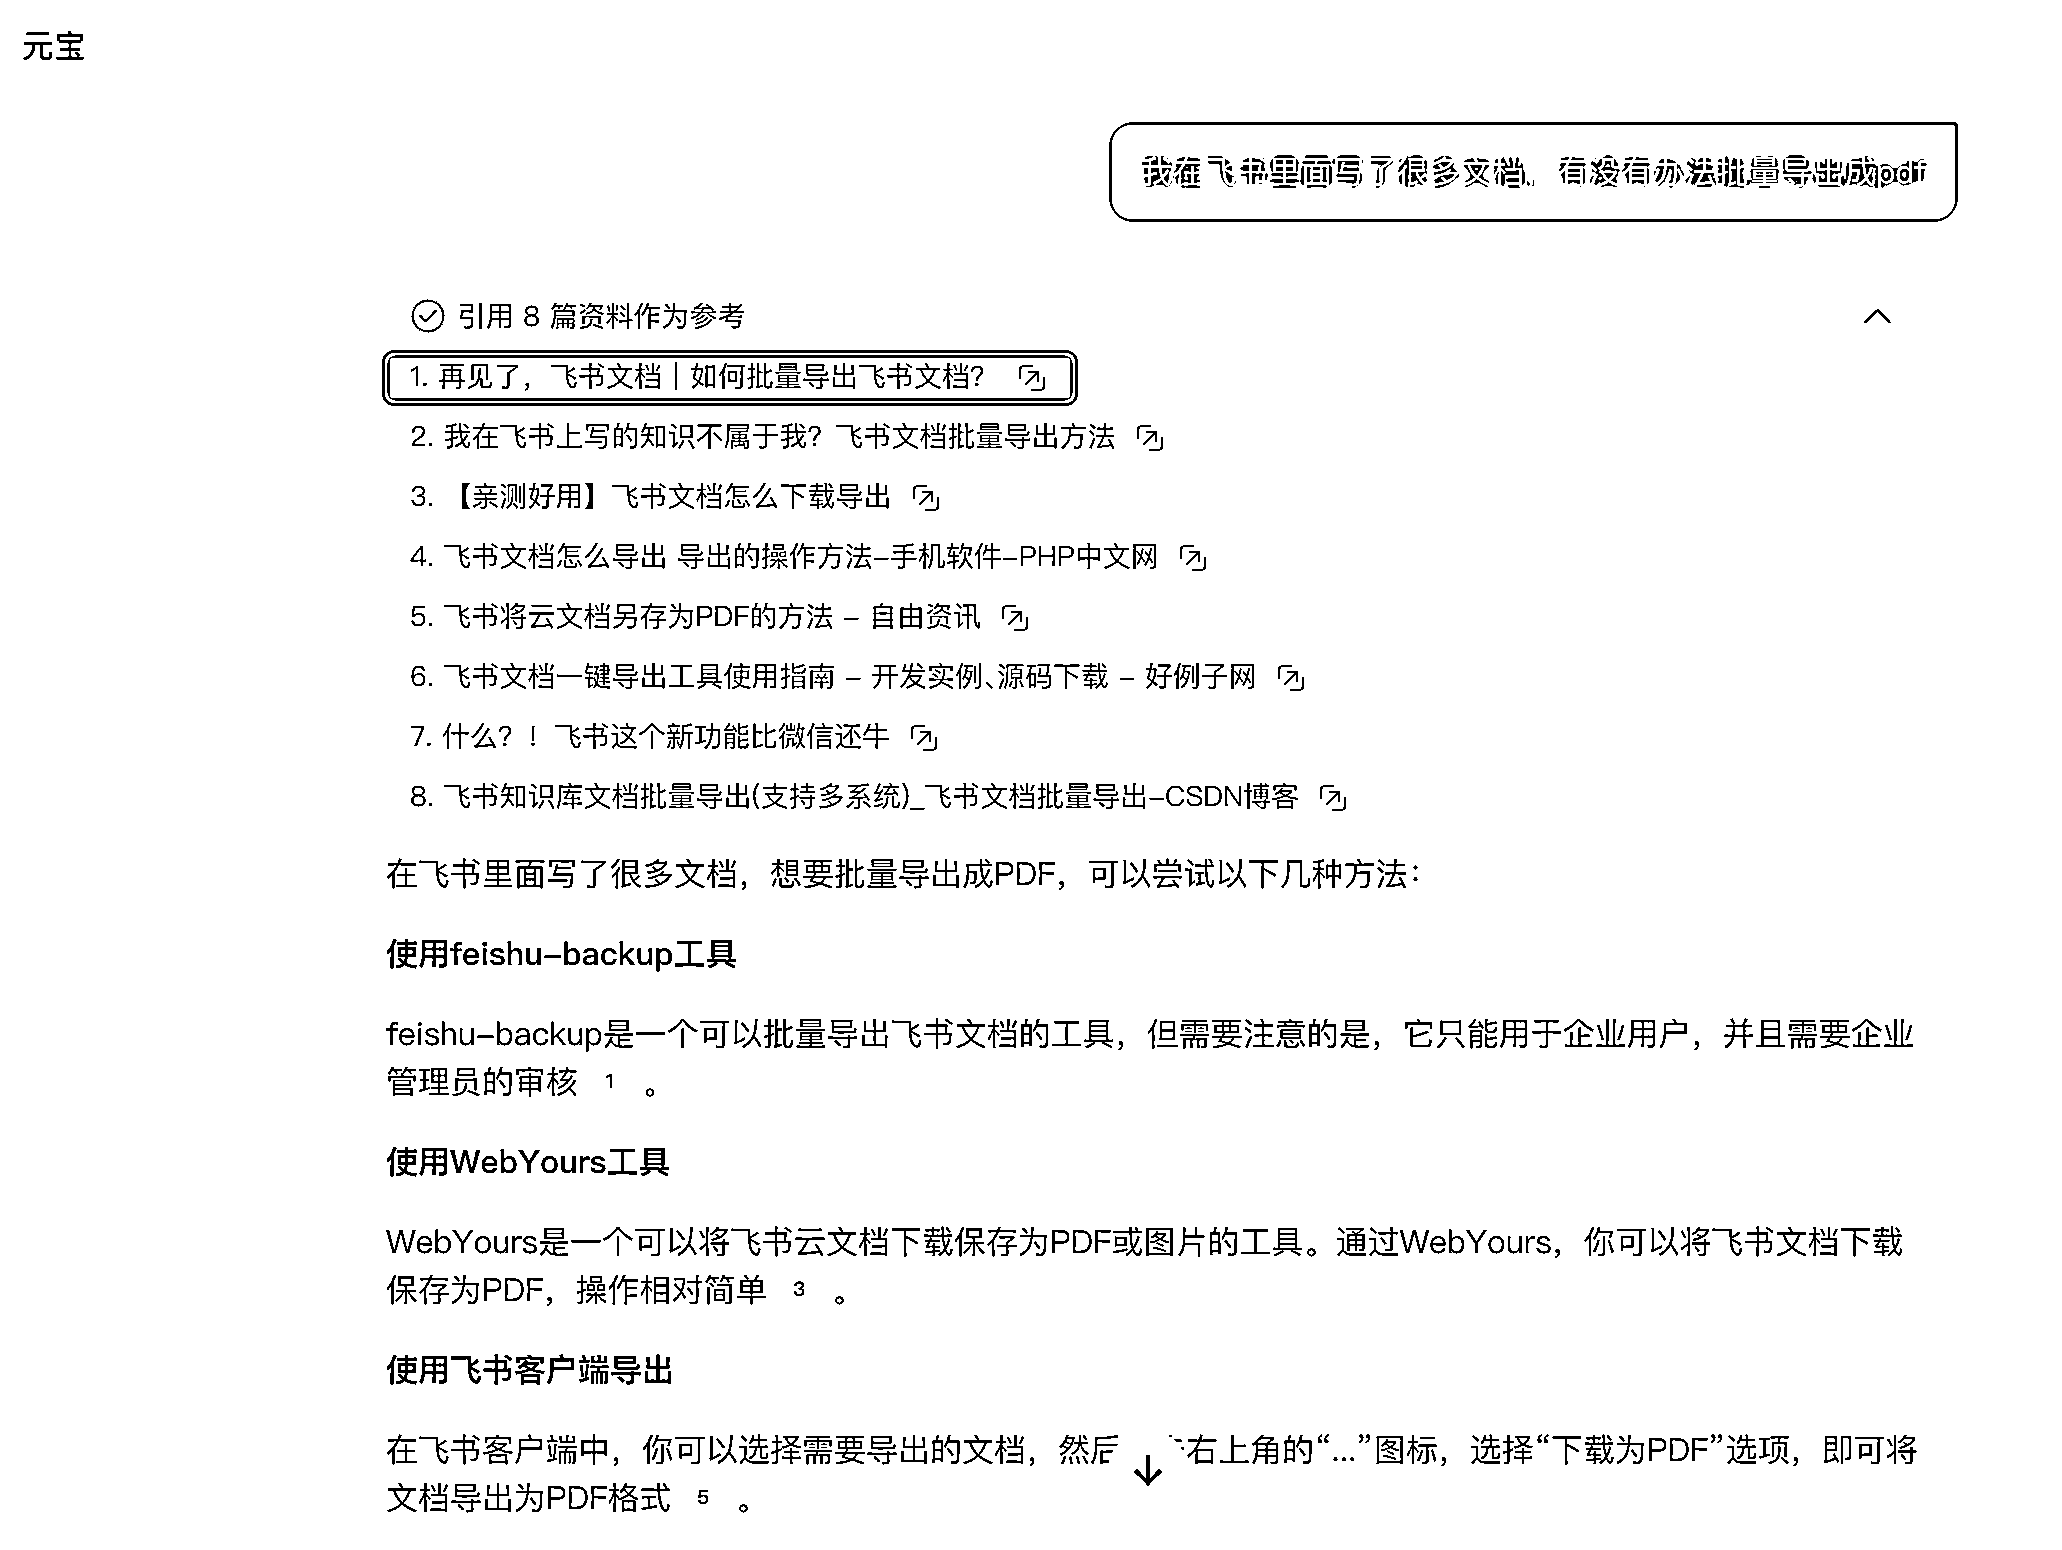 元宝
我在飞书里面写了很多文档，有没有办法批量导出成pdf
引用 8 篇资料作为参考
1. 再见了，飞书文档｜如何批量导出飞书文档？
2. 我在飞书上写的知识不属于我？飞书文档批量导出方法
3. 【亲测好用】飞书文档怎么下载导出
4. 飞书文档怎么导出 导出的操作方法-手机软件-PHP中文网
5. 飞书将云文档另存为PDF的方法 - 自由资讯
6. 飞书文档一键导出工具使用指南 - 开发实例、源码下载 - 好例子网
7. 什么？！飞书这个新功能比微信还牛
8. 飞书知识库文档批量导出(支持多系统)_飞书文档批量导出-CSDN博客
在飞书里面写了很多文档，想要批量导出成PDF，可以尝试以下几种方法：
使用feishu-backup工具
feishu-backup是一个可以批量导出飞书文档的工具，但需要注意的是，它只能用于企业用户，并且需要企业
管理员的审核 1 。
使用WebYours工具
WebYours是一个可以将飞书云文档下载保存为PDF或图片的工具。通过WebYours，你可以将飞书文档下载
保存为PDF，操作相对简单 3 。
使用飞书客户端导出
在飞书客户端中，你可以选择需要导出的文档，然后右上角的“...”图标，选择“下载为PDF”选项，即可将
文档导出为PDF格式 5 。